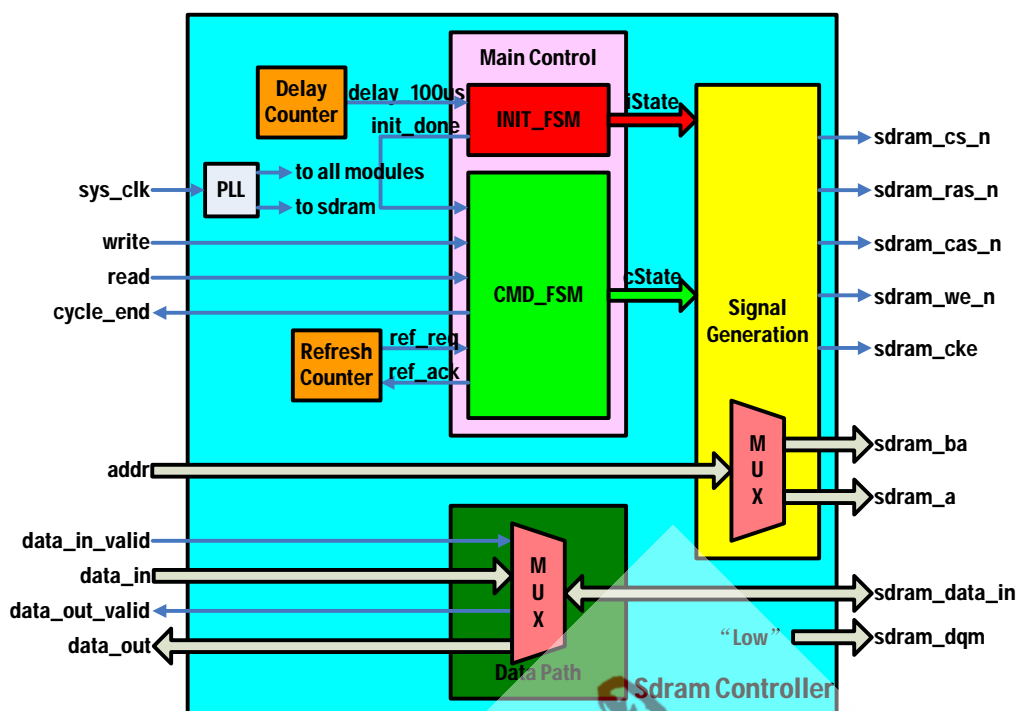 Main Control
Delay
Counter
delay_100us
INIT_FSM
iState
init_done
sys_clk
PLL
to all modules
to sdram
write
read
cycle_end
CMD_FSM
cState
Refresh
Counter
ref_req
ref_ack
Signal
Generation
sdram_cs_n
sdram_ras_n
sdram_cas_n
sdram_we_n
sdram_cke
addr
M
U
X
sdram_ba
sdram_a
data_in_valid
data_in
data_out_valid
data_out
M
U
X
Data Path
sdram_data_in
“Low”
sdram_dqm
Sdram Controller